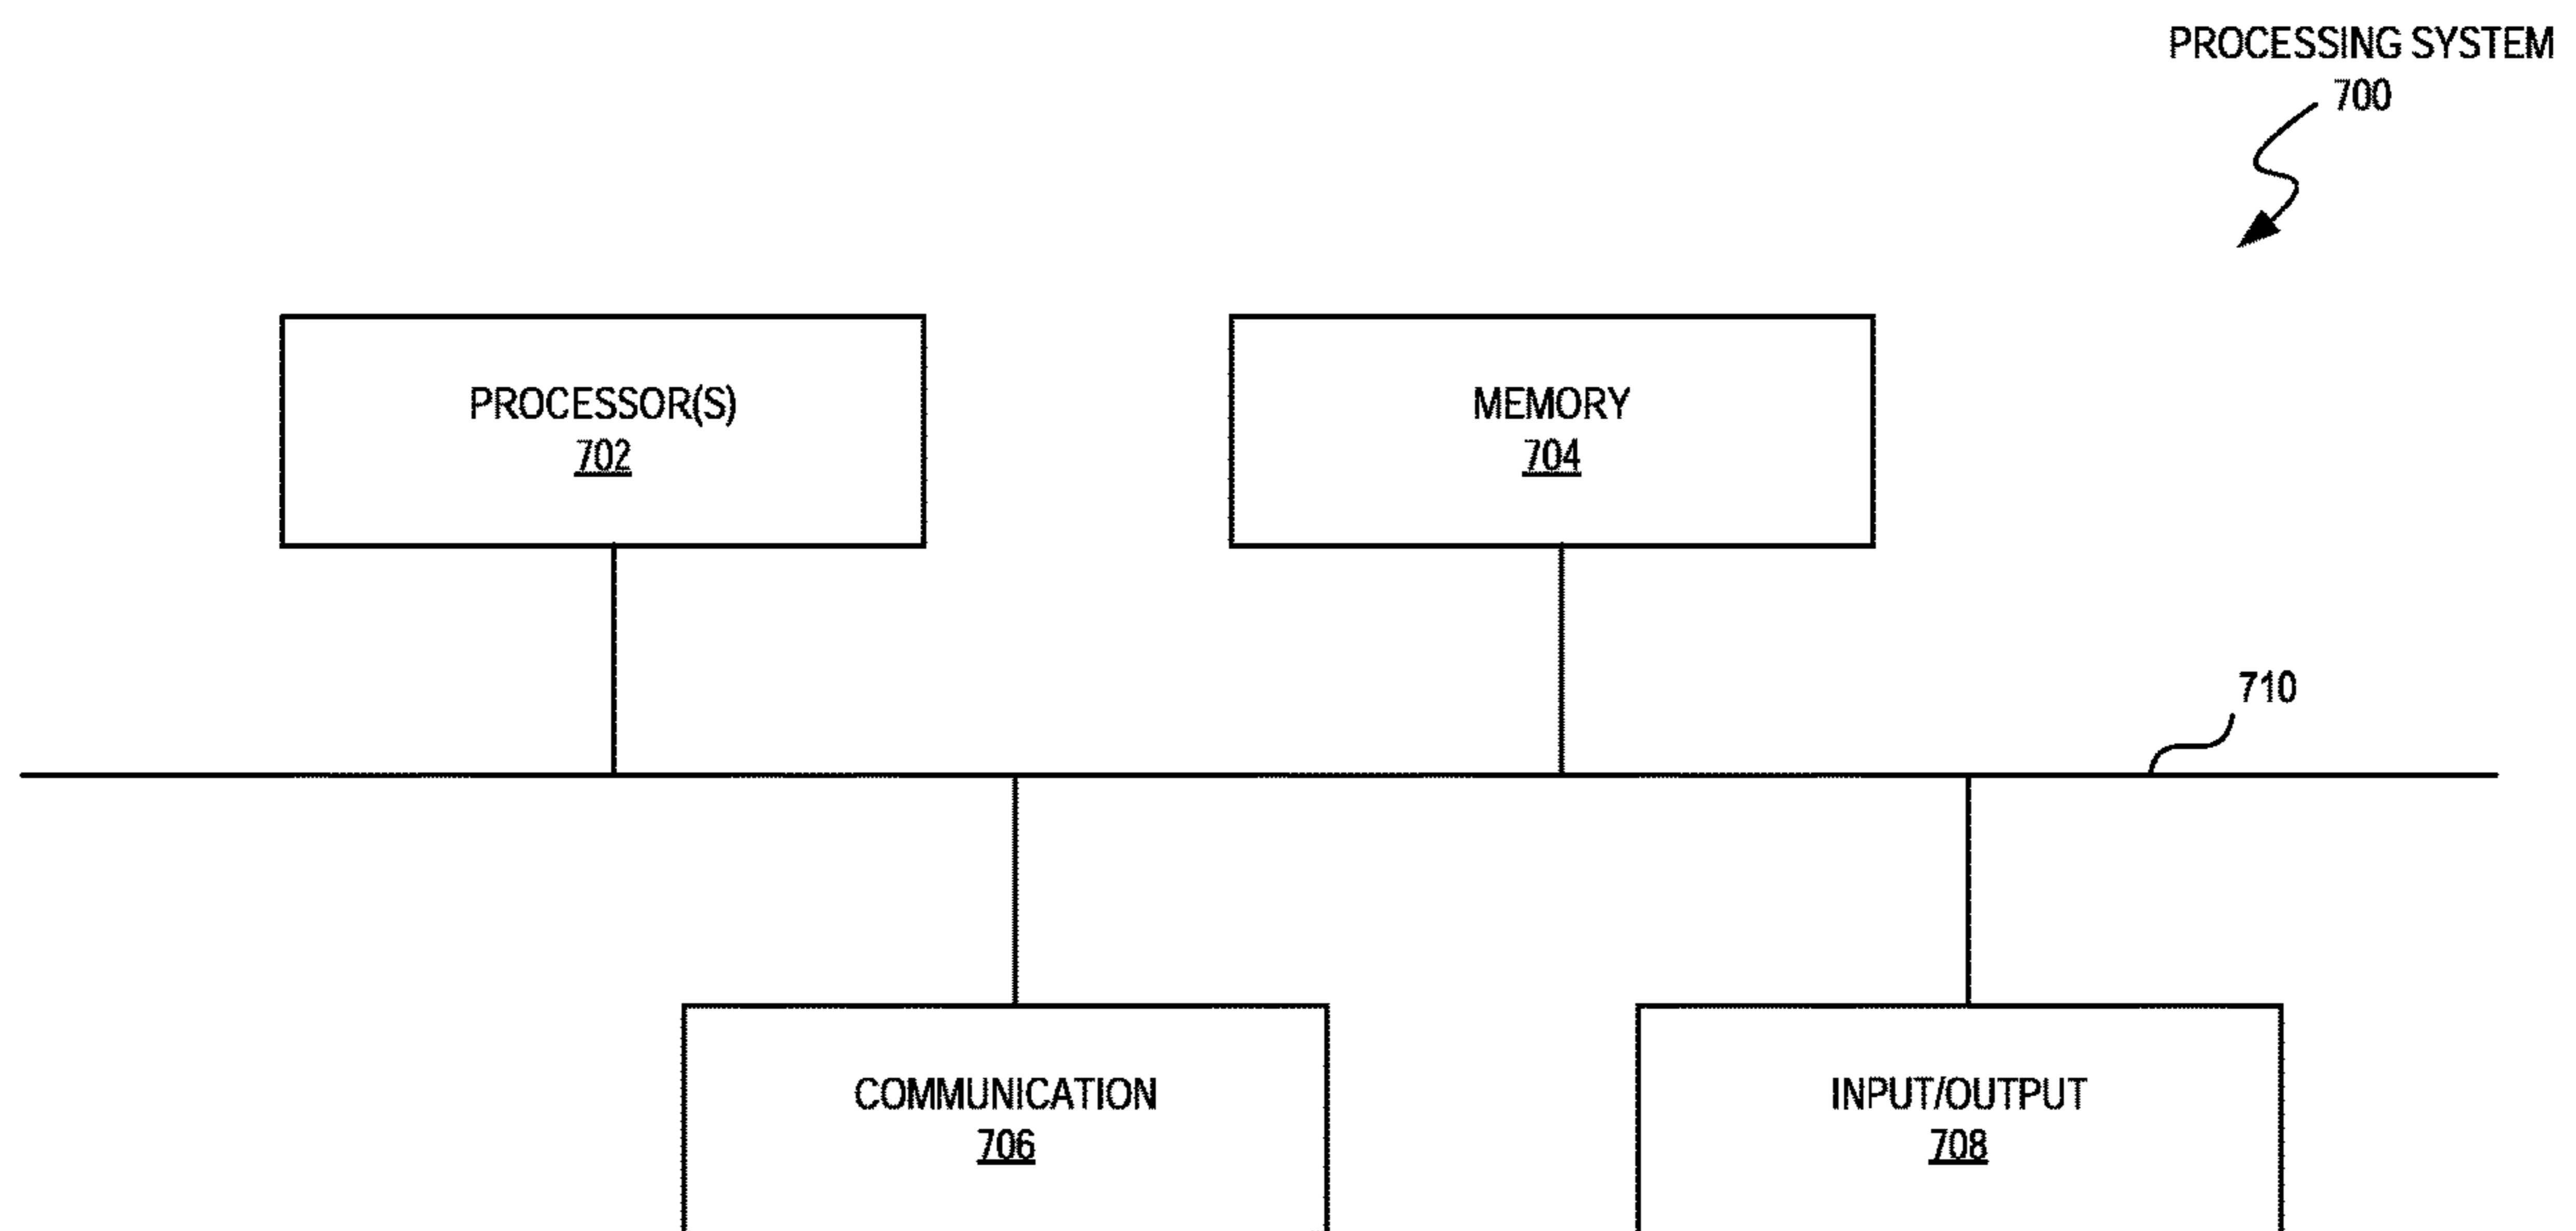 PROCESSING SYSTEM
700
PROCESSOR(S)
702
MEMORY
704
710
COMMUNICATION
706
INPUT/OUTPUT
708